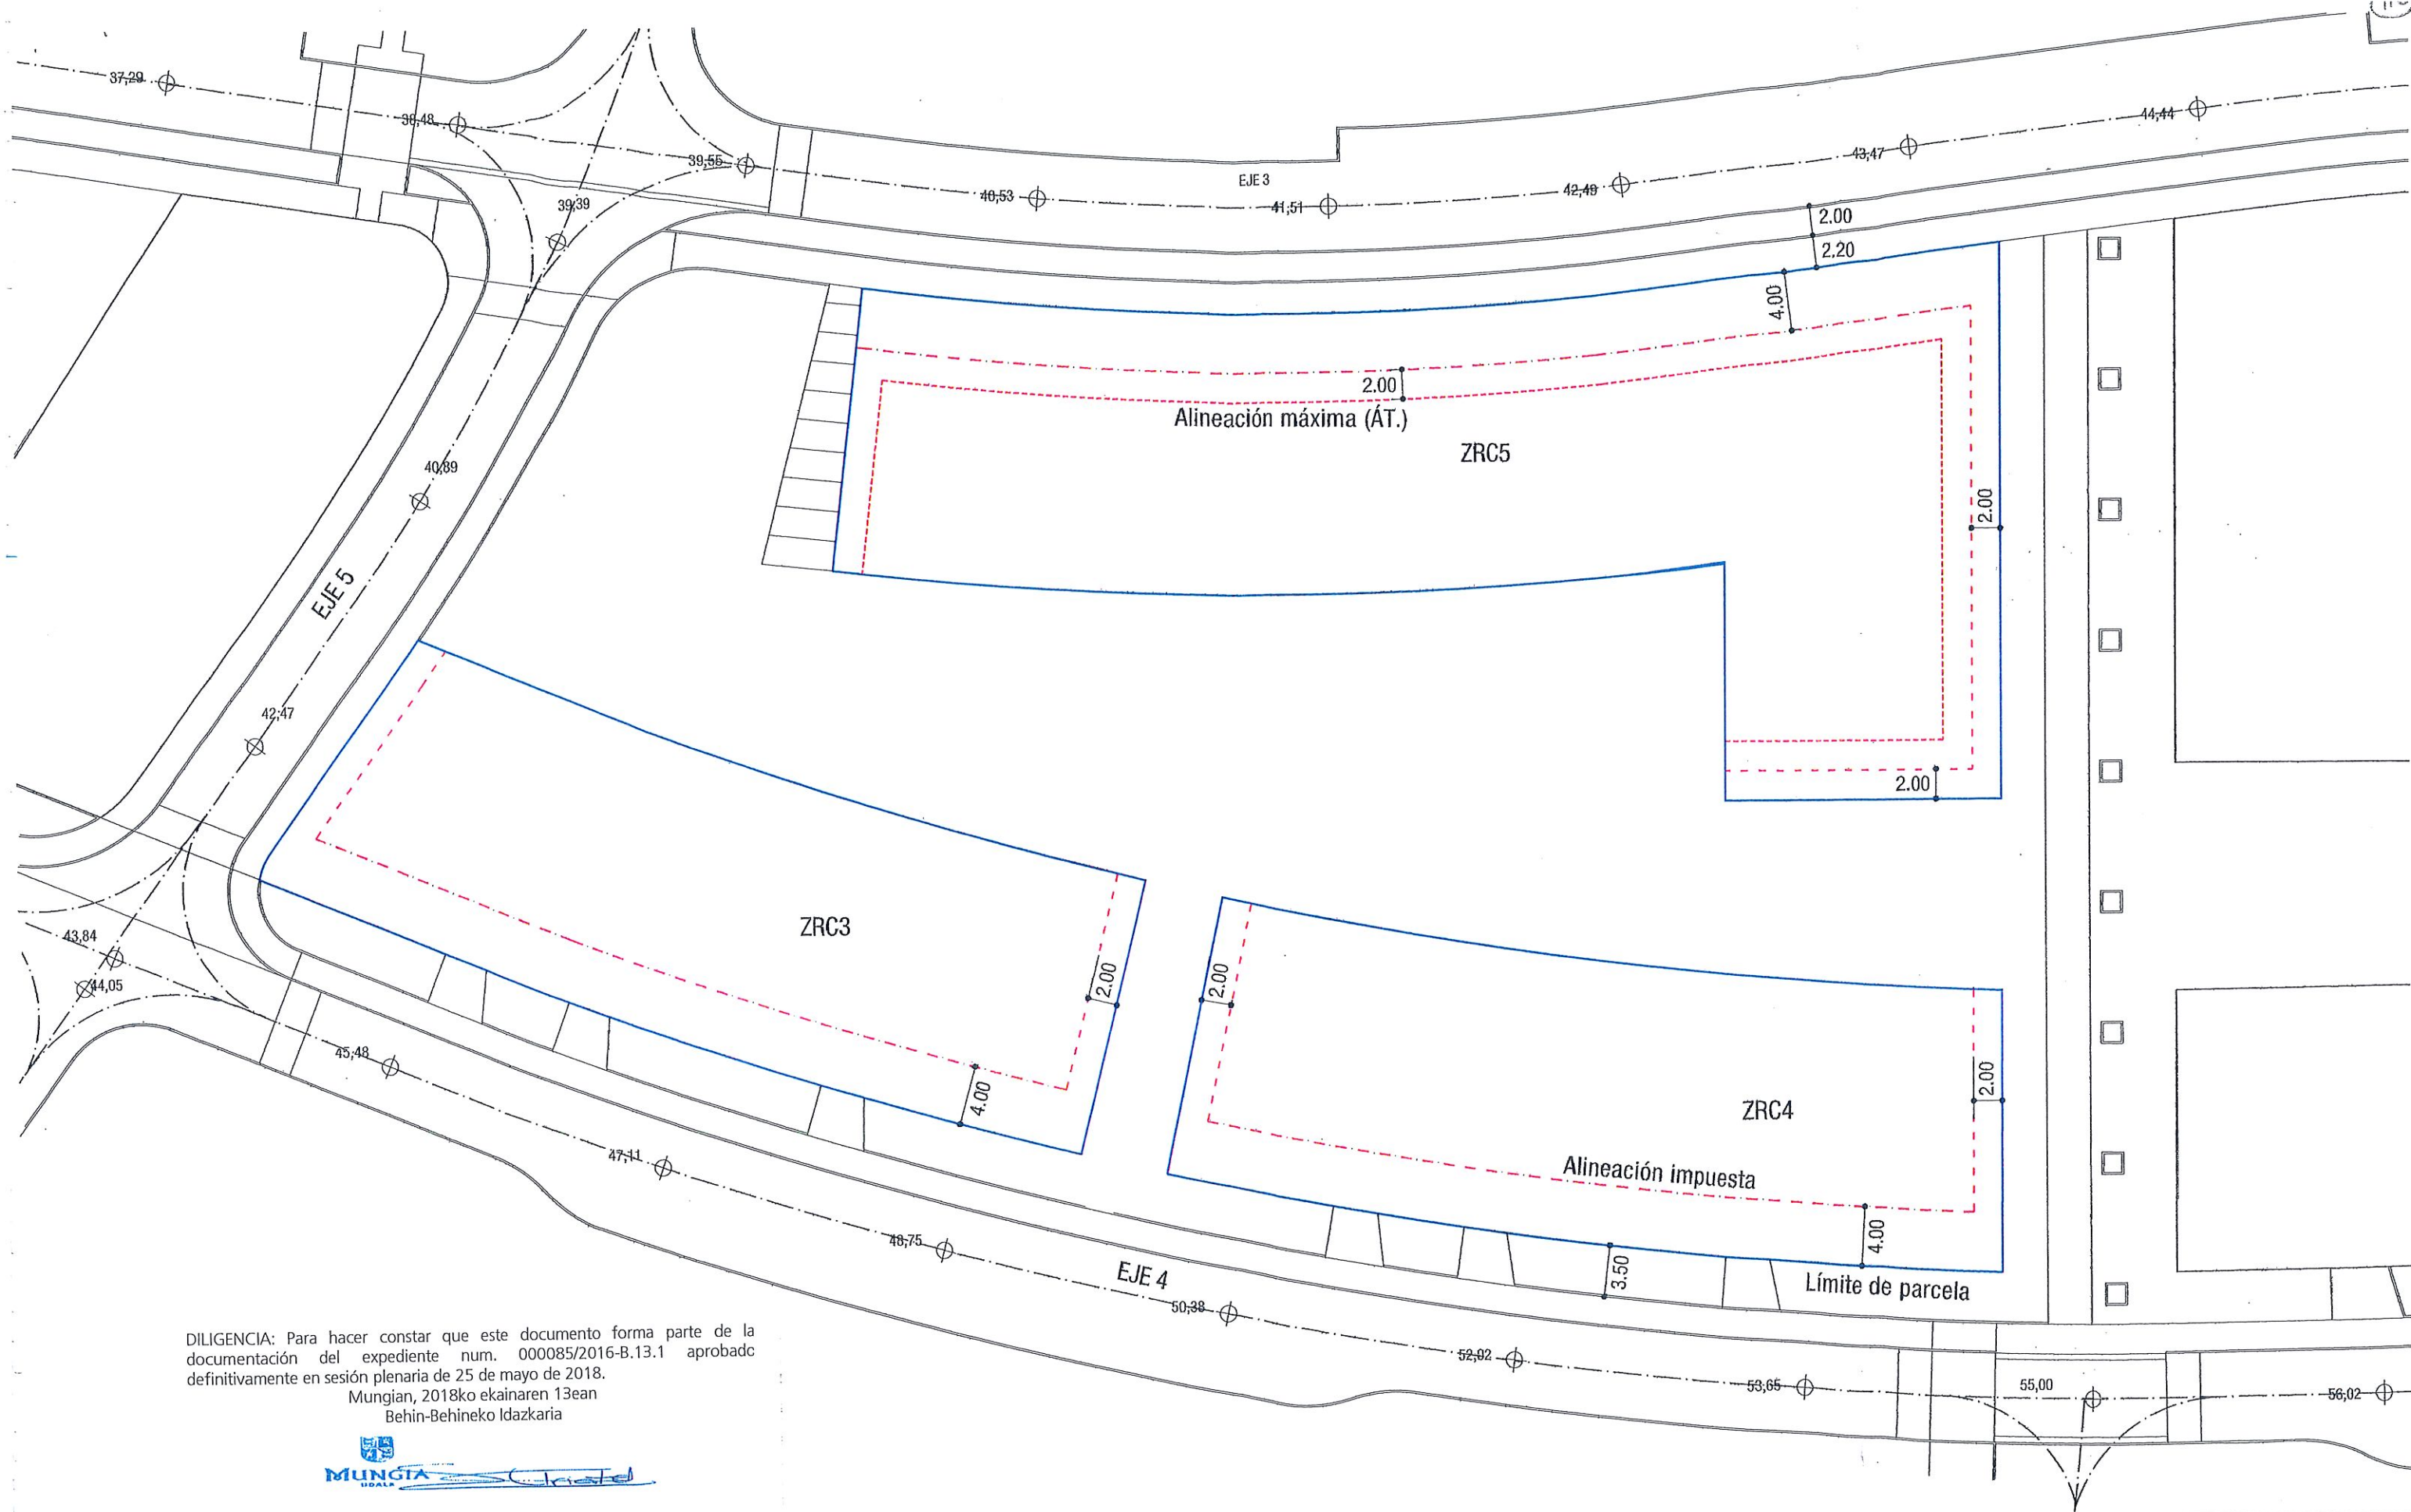 37,29
38,48
39,55
39,39
40,53
EJE 3
41,51
42,49
43,47
44,44
2.00
2.20
4.00
2.00
Alineación máxima (ÁT.)
ZRC5
2.00
40,89
EJE 5
42,47
2.00
43,84
44,05
ZRC3
2.00
4.00
2.00
2.00
ZRC4
Alineación impuesta
4.00
3.50
Límite de parcela
45,48
47,11
48,75
EJE 4
50,38
52,02
53,65
55,00
56,02
DILIGENCIA: Para hacer constar que este documento forma parte de la
documentación del expediente num. 000085/2016-B.13.1 aprobado
definitivamente en sesión plenaria de 25 de mayo de 2018.
Mungian, 2018ko ekainaren 13ean
Behin-Behineko Idazkaria
MUNGIA
UDALA